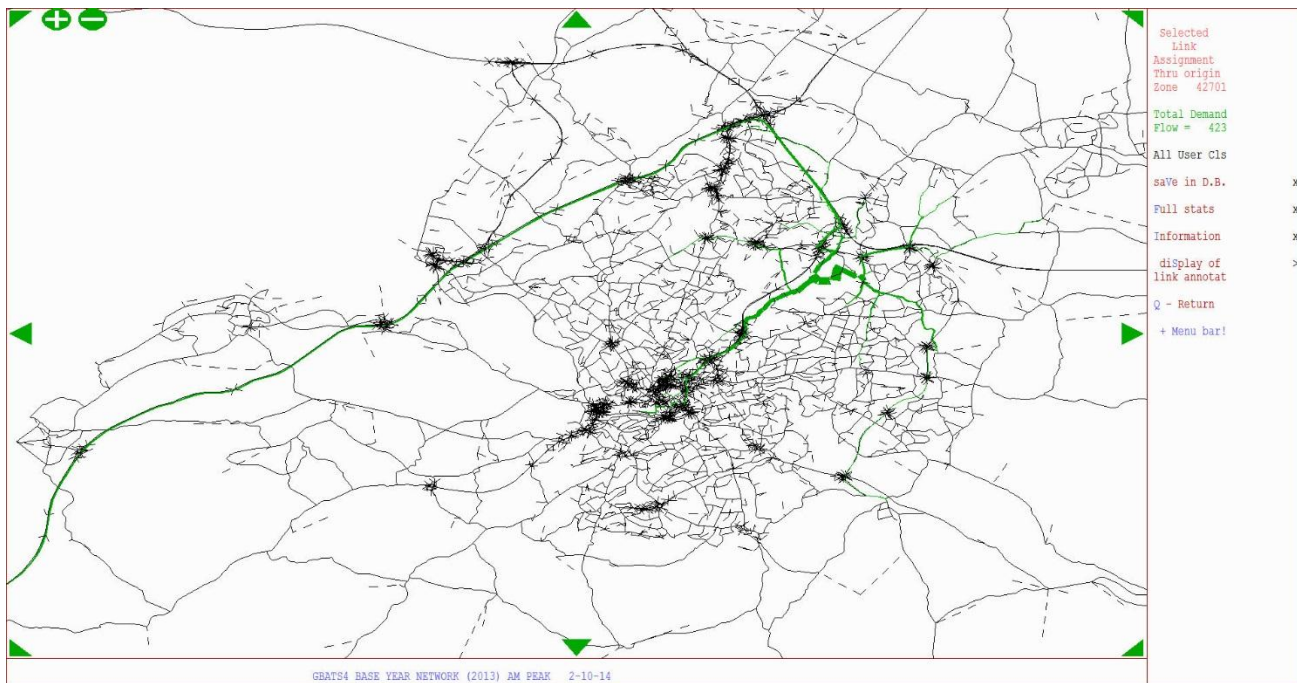 Selected
Link
Assignment
Thru origin
Zone 42701
Total Demand
Flow = 423
All User Cls
saVe in D.B. x
Full stats x
Information x
diSplay of >
link annotat
Q - Return
+ Menu bar!
GBATS4 BASE YEAR NETWORK (2013) AM PEAK 2-10-14